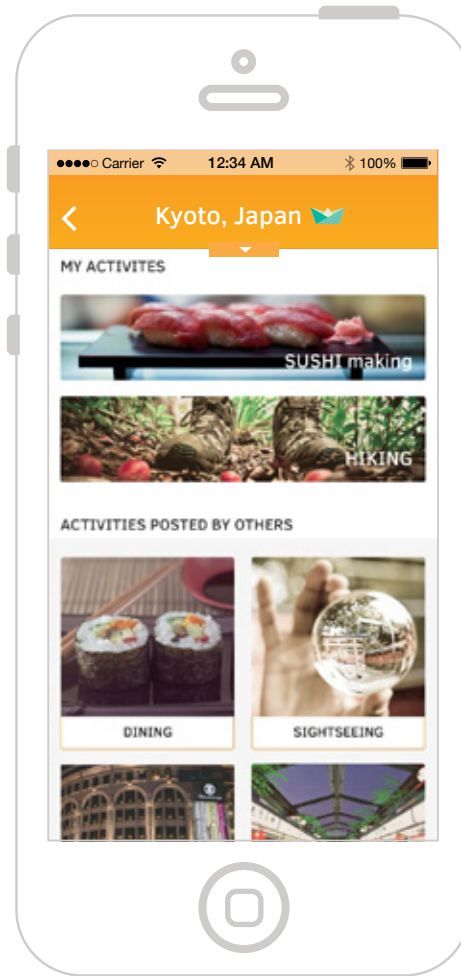 Carrier 12:34 AM 100%
Kyoto, Japan
MY ACTIVITES
SUSHI making
HIKING
ACTIVITIES POSTED BY OTHERS
DINING
SIGHTSEEING